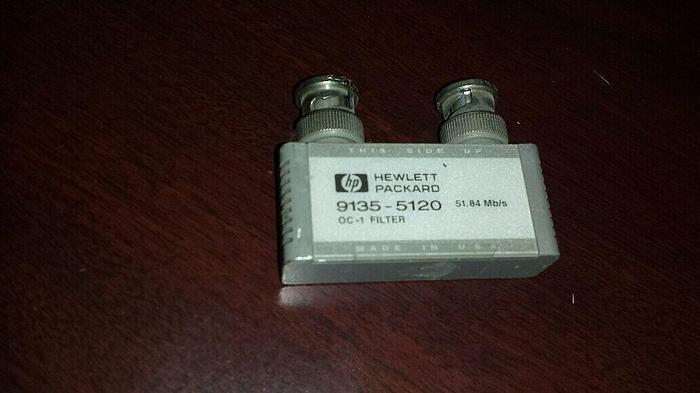 THIS SIDE UP
hp HEWLETT
PACKARD
9135-5120 51.84 Mb/s
OC-1 FILTER
MADE IN U.S.A.